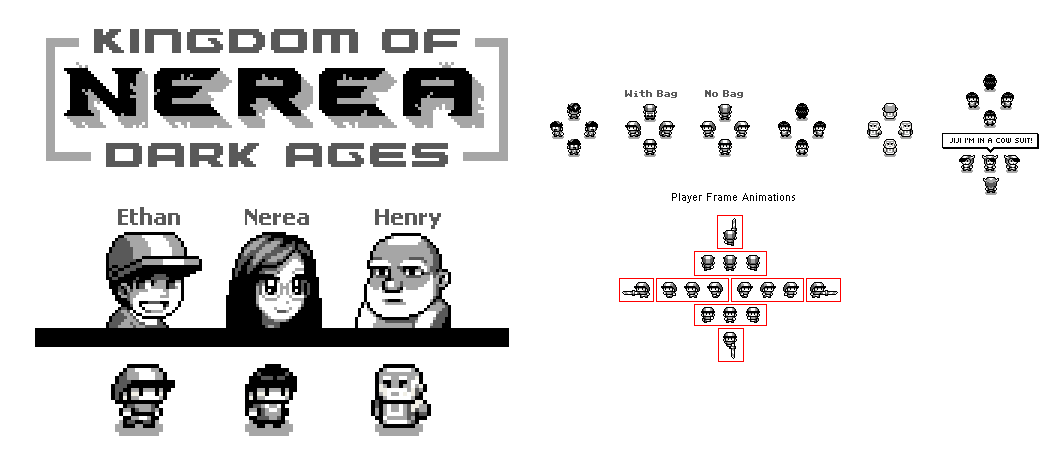 KINGDOM OF
NEREA
DARK AGES
Ethan Nerea Henry
With Bag No Bag
JIJI I'M IN A COW SUIT!
Player Frame Animations